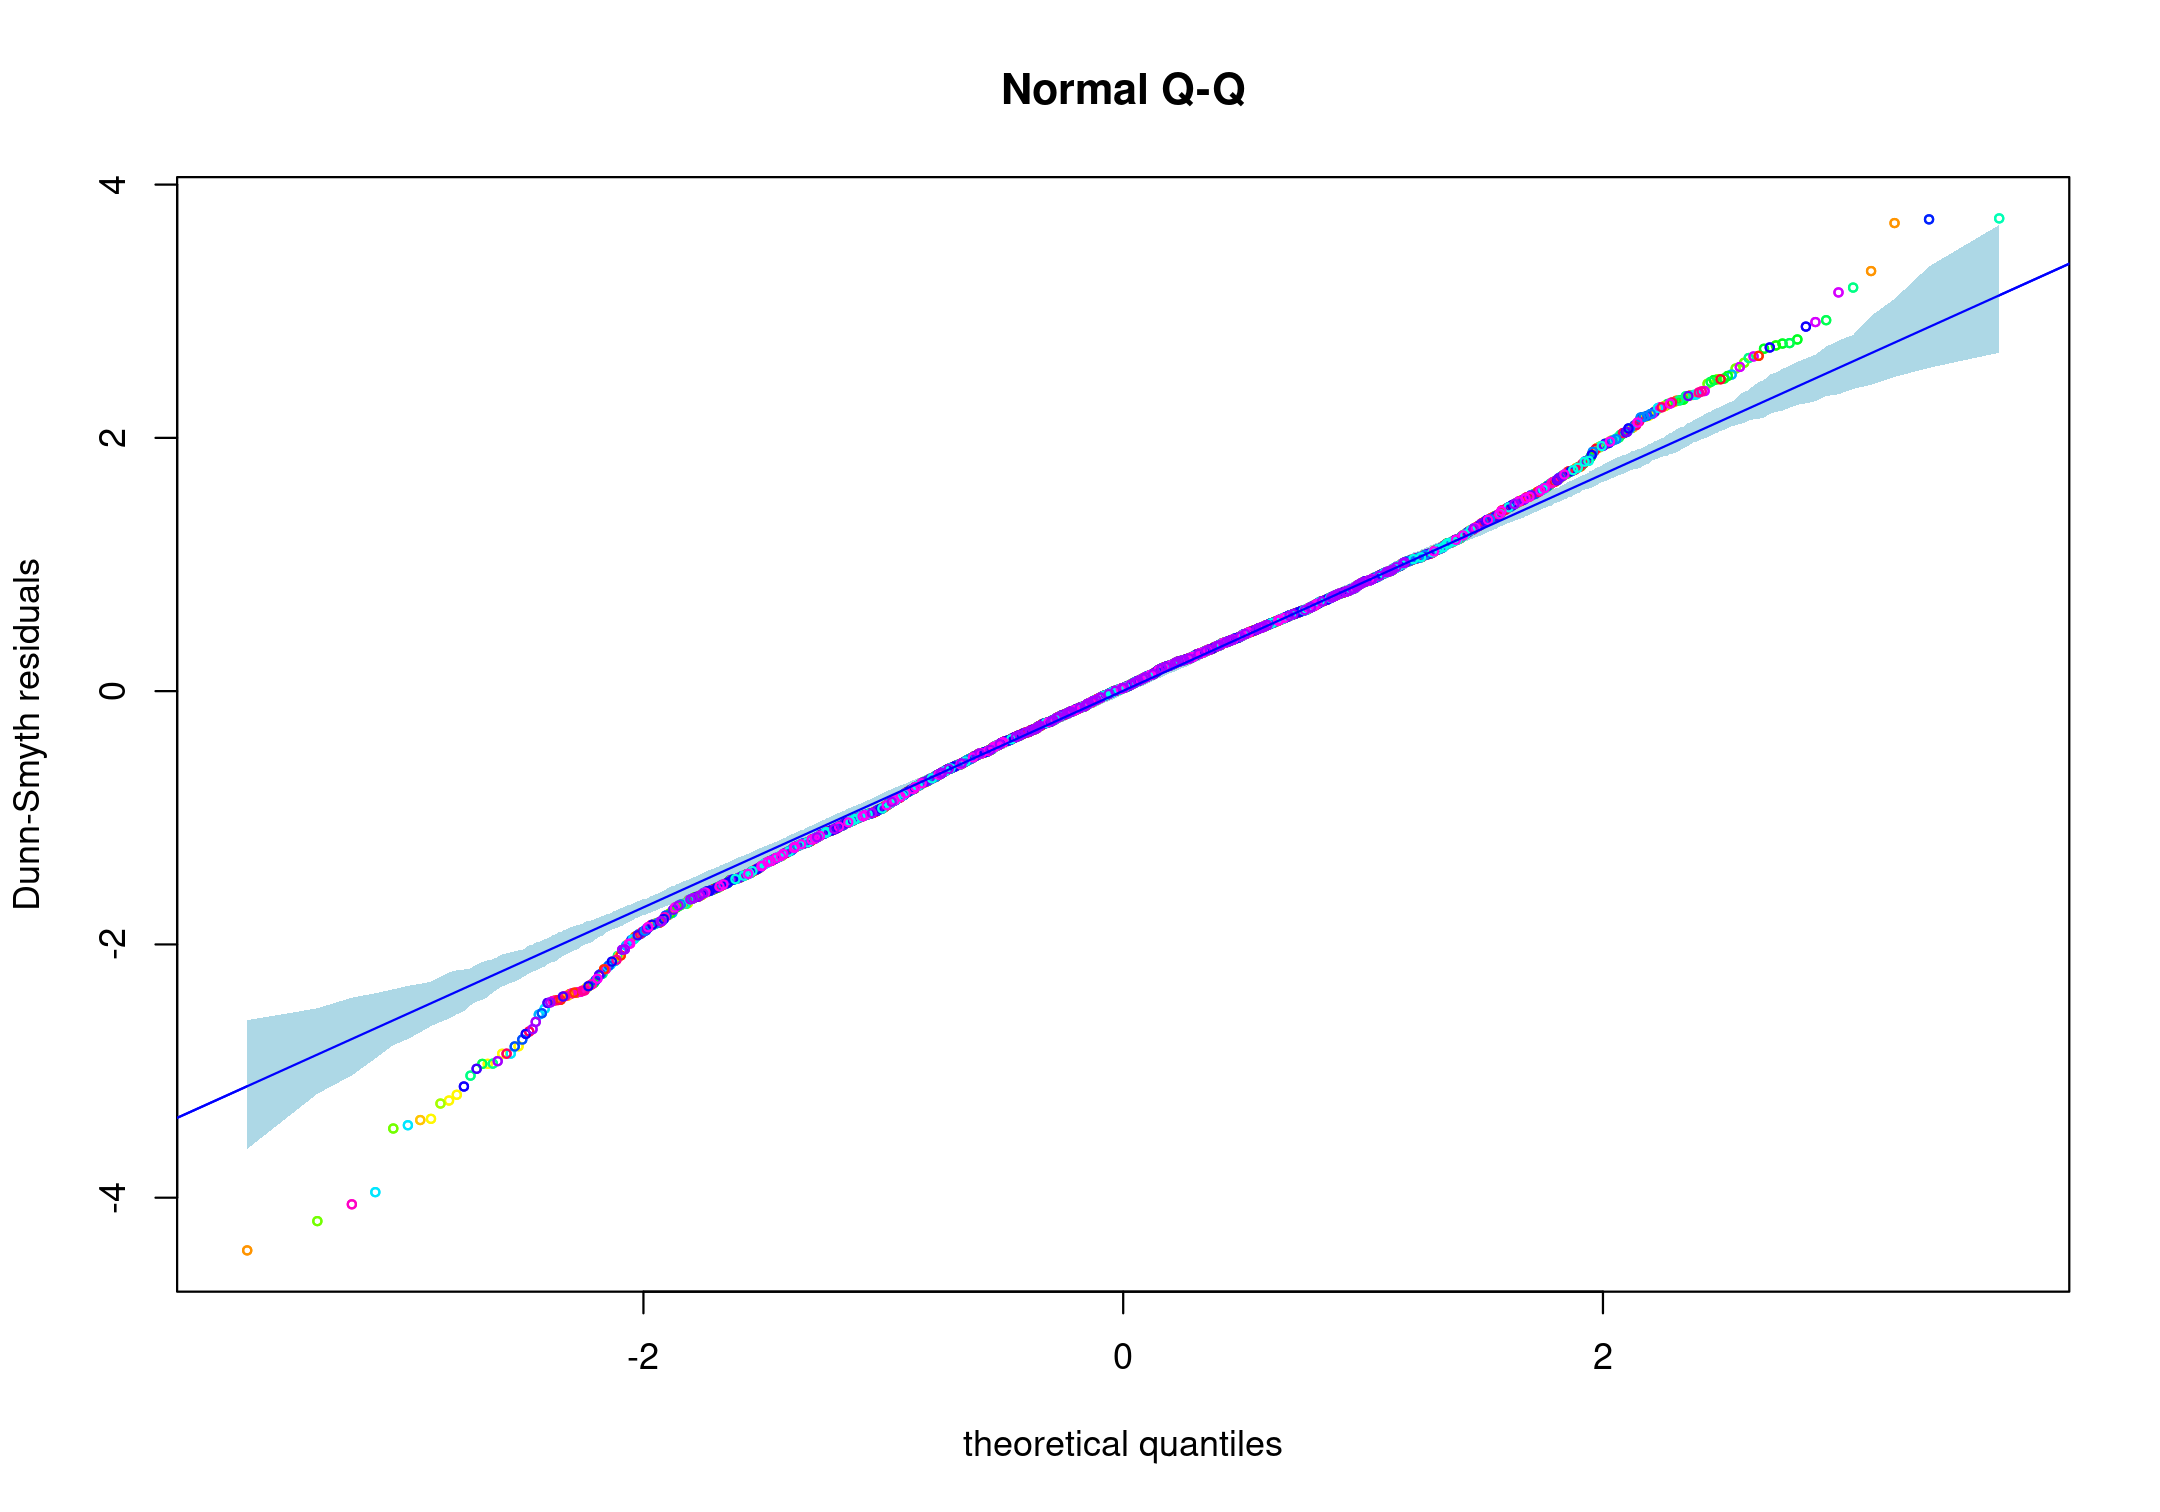 Normal Q-Q
4
2
0
-2
-4
Dunn-Smyth residuals
-2 0 2
theoretical quantiles